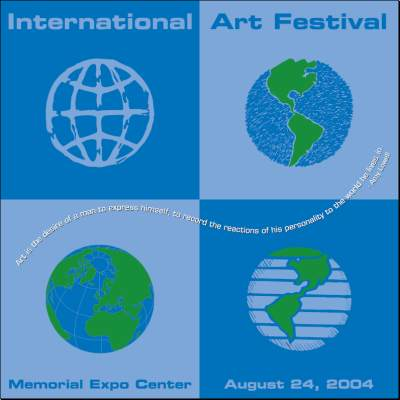 International Art Festival
Art is the desire of a man to express himself, to record the reactions of his personality to the world he lives in.
-Amy Lowell
Memorial Expo Center
August 24, 2004